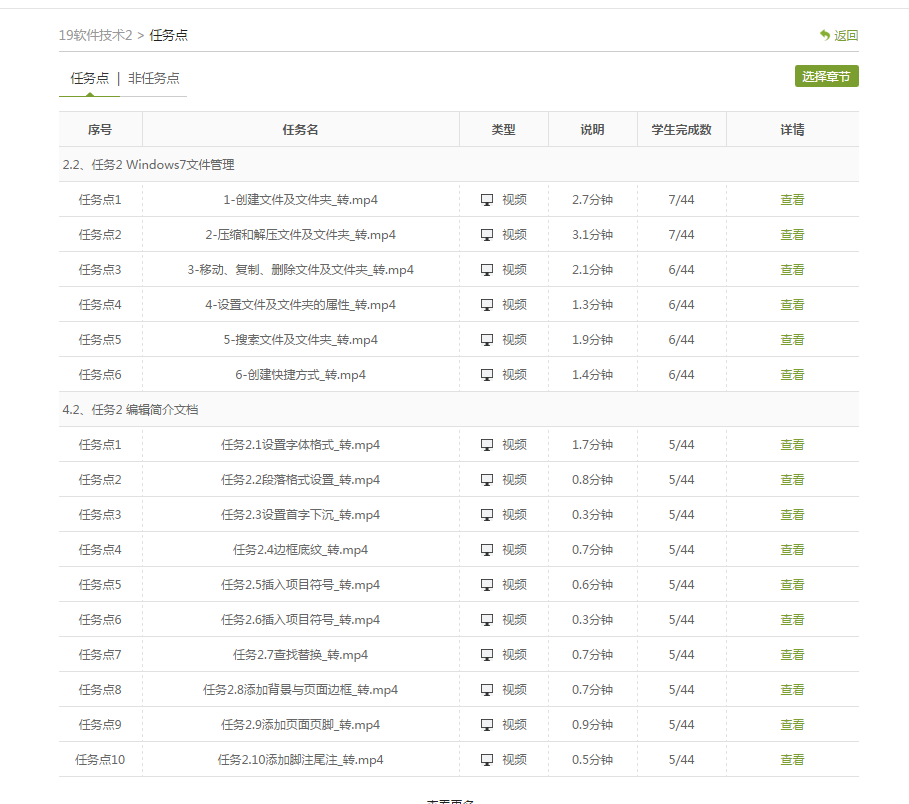 19软件技术2 > 任务点 返回
任务点 | 非任务点 选择章节
序号 任务名 类型 说明 学生完成数 详情
2.2、任务2 Windows7文件管理
任务点1 1-创建文件及文件夹_转.mp4 视频 2.7分钟 7/44 查看
任务点2 2-压缩和解压文件及文件夹_转.mp4 视频 3.1分钟 7/44 查看
任务点3 3-移动、复制、删除文件及文件夹_转.mp4 视频 2.1分钟 6/44 查看
任务点4 4-设置文件及文件夹的属性_转.mp4 视频 1.3分钟 6/44 查看
任务点5 5-搜索文件及文件夹_转.mp4 视频 1.9分钟 6/44 查看
任务点6 6-创建快捷方式_转.mp4 视频 1.4分钟 6/44 查看
4.2、任务2 编辑简介文档
任务点1 任务2.1设置字体格式_转.mp4 视频 1.7分钟 5/44 查看
任务点2 任务2.2段落格式设置_转.mp4 视频 0.8分钟 5/44 查看
任务点3 任务2.3设置首字下沉_转.mp4 视频 0.3分钟 5/44 查看
任务点4 任务2.4边框底纹_转.mp4 视频 0.7分钟 5/44 查看
任务点5 任务2.5插入项目符号_转.mp4 视频 0.6分钟 5/44 查看
任务点6 任务2.6插入项目符号_转.mp4 视频 0.3分钟 5/44 查看
任务点7 任务2.7查找替换_转.mp4 视频 0.7分钟 5/44 查看
任务点8 任务2.8添加背景与页面边框_转.mp4 视频 0.7分钟 5/44 查看
任务点9 任务2.9添加页面页脚_转.mp4 视频 0.9分钟 5/44 查看
任务点10 任务2.10添加脚注尾注_转.mp4 视频 0.5分钟 5/44 查看